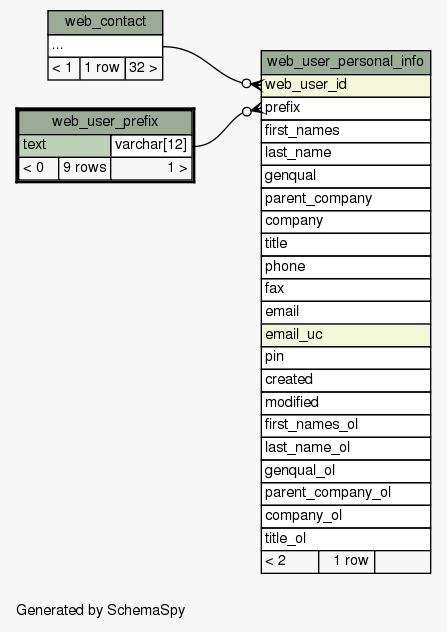 web_contact
...
< 1 1 row 32 >
web_user_prefix
text varchar[12]
< 0 9 rows 1 >
web_user_personal_info
web_user_id
prefix
first_names
last_name
genqual
parent_company
company
title
phone
fax
email
email_uc
pin
created
modified
first_names_ol
last_name_ol
genqual_ol
parent_company_ol
company_ol
title_ol
< 2 1 row
Generated by SchemaSpy